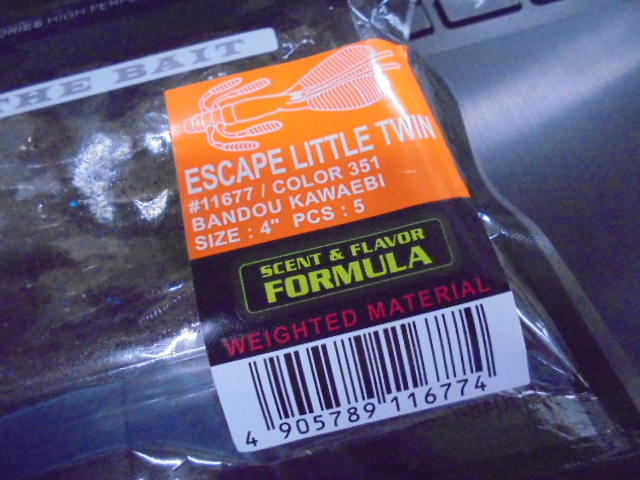 THE BAIT
ESCAPE LITTLE TWIN
#11677 / COLOR 351
BANDOU KAWAEBI
SIZE : 4" PCS : 5
SCENT & FLAVOR
FORMULA
WEIGHTED MATERIAL
4 905789 116774